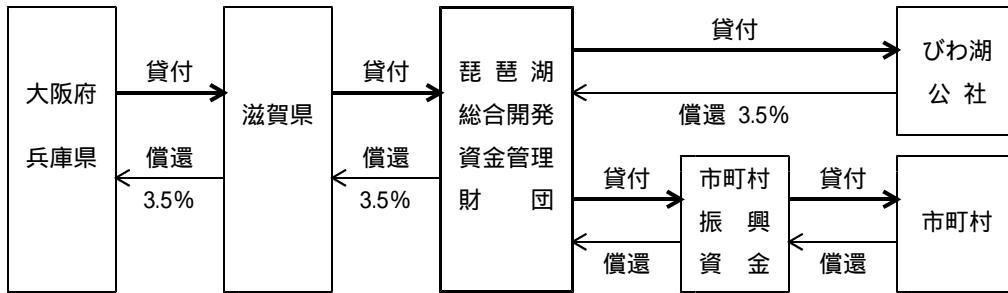 大阪府
兵庫県
貸付
償還
3.5%
滋賀県
貸付
償還
3.5%
琵琶湖
総合開発
資金管理
財団
貸付
償還 3.5%
びわ湖
公社
貸付
償還
市町村
振興
資金
貸付
償還
市町村